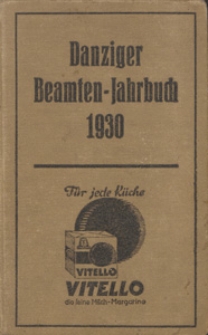 Danziger
Beamten-Jahrbuch
1930
Für jede Küche
VITELLO
VITELLO
die feine Milch-Margarine